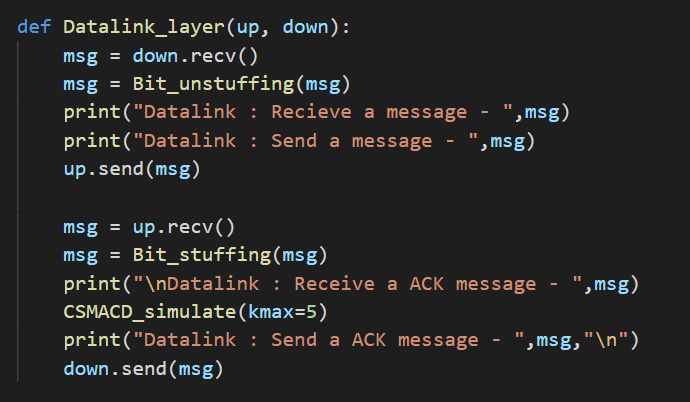 def Datalink_layer(up, down):
    msg = down.recv()
    msg = Bit_unstuffing(msg)
    print("Datalink : Recieve a message - ",msg)
    print("Datalink : Send a message - ",msg)
    up.send(msg)

    msg = up.recv()
    msg = Bit_stuffing(msg)
    print("\nDatalink : Receive a ACK message - ",msg)
    CSMACD_simulate(kmax=5)
    print("Datalink : Send a ACK message - ",msg,"\n")
    down.send(msg)